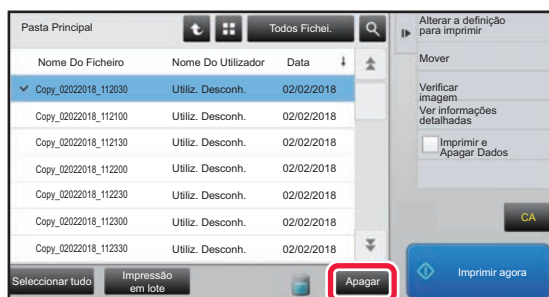 Pasta Principal
Todos Fichei.
Nome Do Ficheiro Nome Do Utilizador Data
Copy_02022018_112030 Utiliz. Desconh. 02/02/2018
Copy_02022018_112100 Utiliz. Desconh. 02/02/2018
Copy_02022018_112130 Utiliz. Desconh. 02/02/2018
Copy_02022018_112200 Utiliz. Desconh. 02/02/2018
Copy_02022018_112230 Utiliz. Desconh. 02/02/2018
Copy_02022018_112300 Utiliz. Desconh. 02/02/2018
Copy_02022018_112330 Utiliz. Desconh. 02/02/2018
Seleccionar tudo
Impressão
em lote
Apagar
Alterar a definição
para imprimir
Mover
Verificar
imagem
Ver informações
detalhadas
Imprimir e
Apagar Dados
CA
Imprimir agora